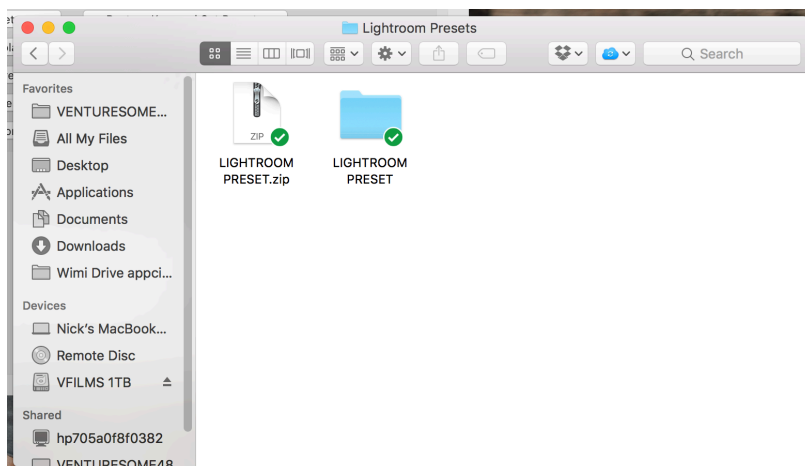 Lightroom Presets
Search
Favorites
VENTURESOME...
All My Files
Desktop
Applications
Documents
Downloads
Wimi Drive appci...
Devices
Nick's MacBook...
Remote Disc
VFILMS 1TB
Shared
hp705a0f8f0382
VENTURESOME48
ZIP
LIGHTROOM
PRESET.zip
LIGHTROOM
PRESET